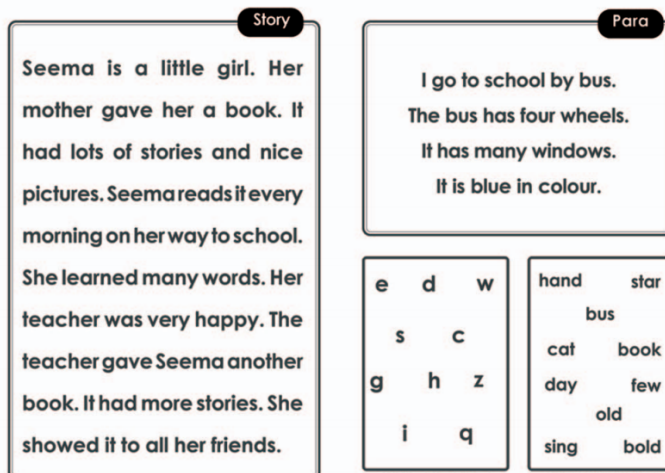 Story
Seema is a little girl. Her
mother gave her a book. It
had lots of stories and nice
pictures. Seema reads it every
morning on her way to school.
She learned many words. Her
teacher was very happy. The
teacher gave Seema another
book. It had more stories. She
showed it to all her friends.
Para
I go to school by bus.
The bus has four wheels.
It has many windows.
It is blue in colour.
e d w
s c
g h z
i q
hand star
bus
cat book
day few
old
sing bold